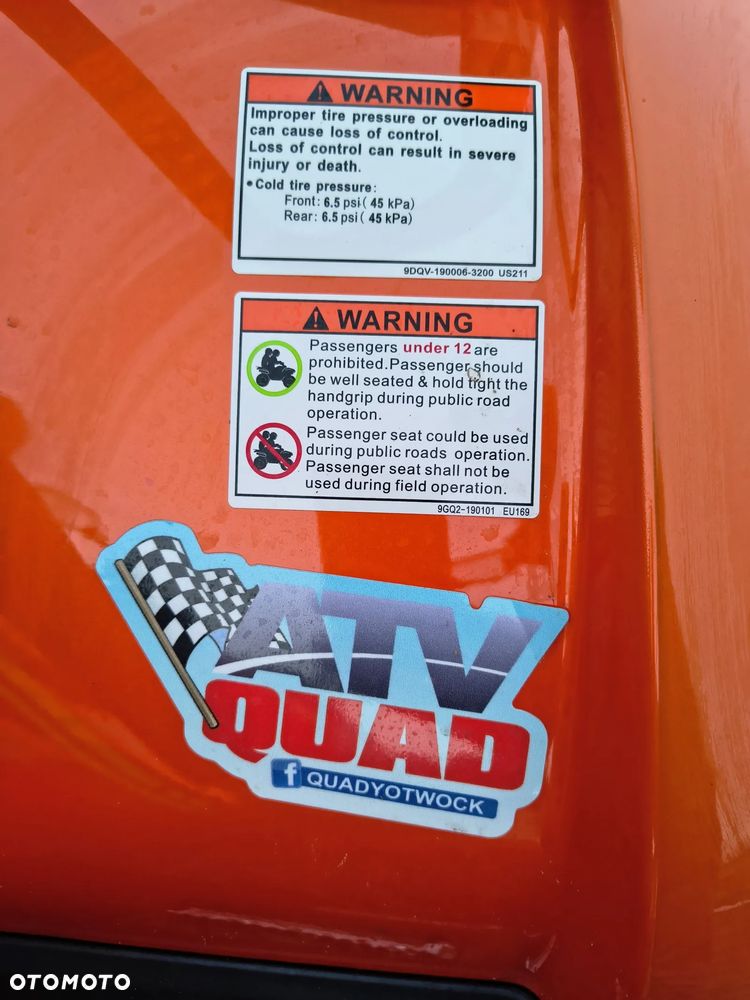 WARNING
Improper tire pressure or overloading
can cause loss of control.
Loss of control can result in severe
injury or death.
•Cold tire pressure:
Front: 6.5 psi( 45 kPa)
Rear: 6.5 psi( 45 kPa)
9DQV-190006-3200 US211
WARNING
Passengers under 12 are
prohibited.Passenger should
be well seated & hold tight the
handgrip during public road
operation.
Passenger seat could be used
during public roads operation.
Passenger seat shall not be
used during field operation.
9GQ2-190101 EU169
ATV
QUAD
f QUADYOTWOCK
OTOMOTO